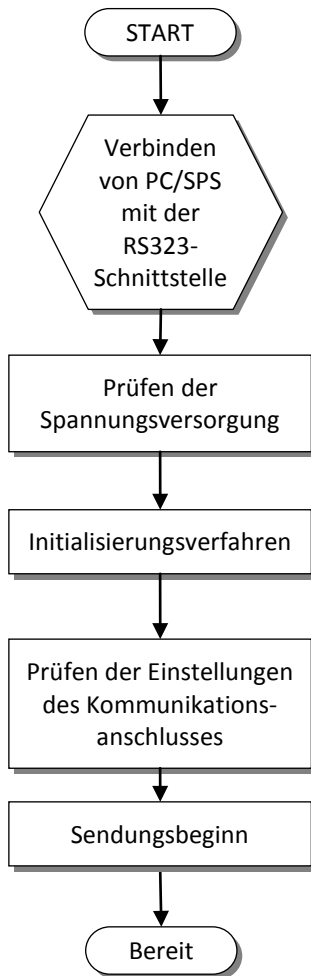 START
Verbinden
von PC/SPS
mit der
RS323-
Schnittstelle
Prüfen der
Spannungsversorgung
Initialisierungsverfahren
Prüfen der Einstellungen
des Kommunikations-
anschlusses
Sendungsbeginn
Bereit